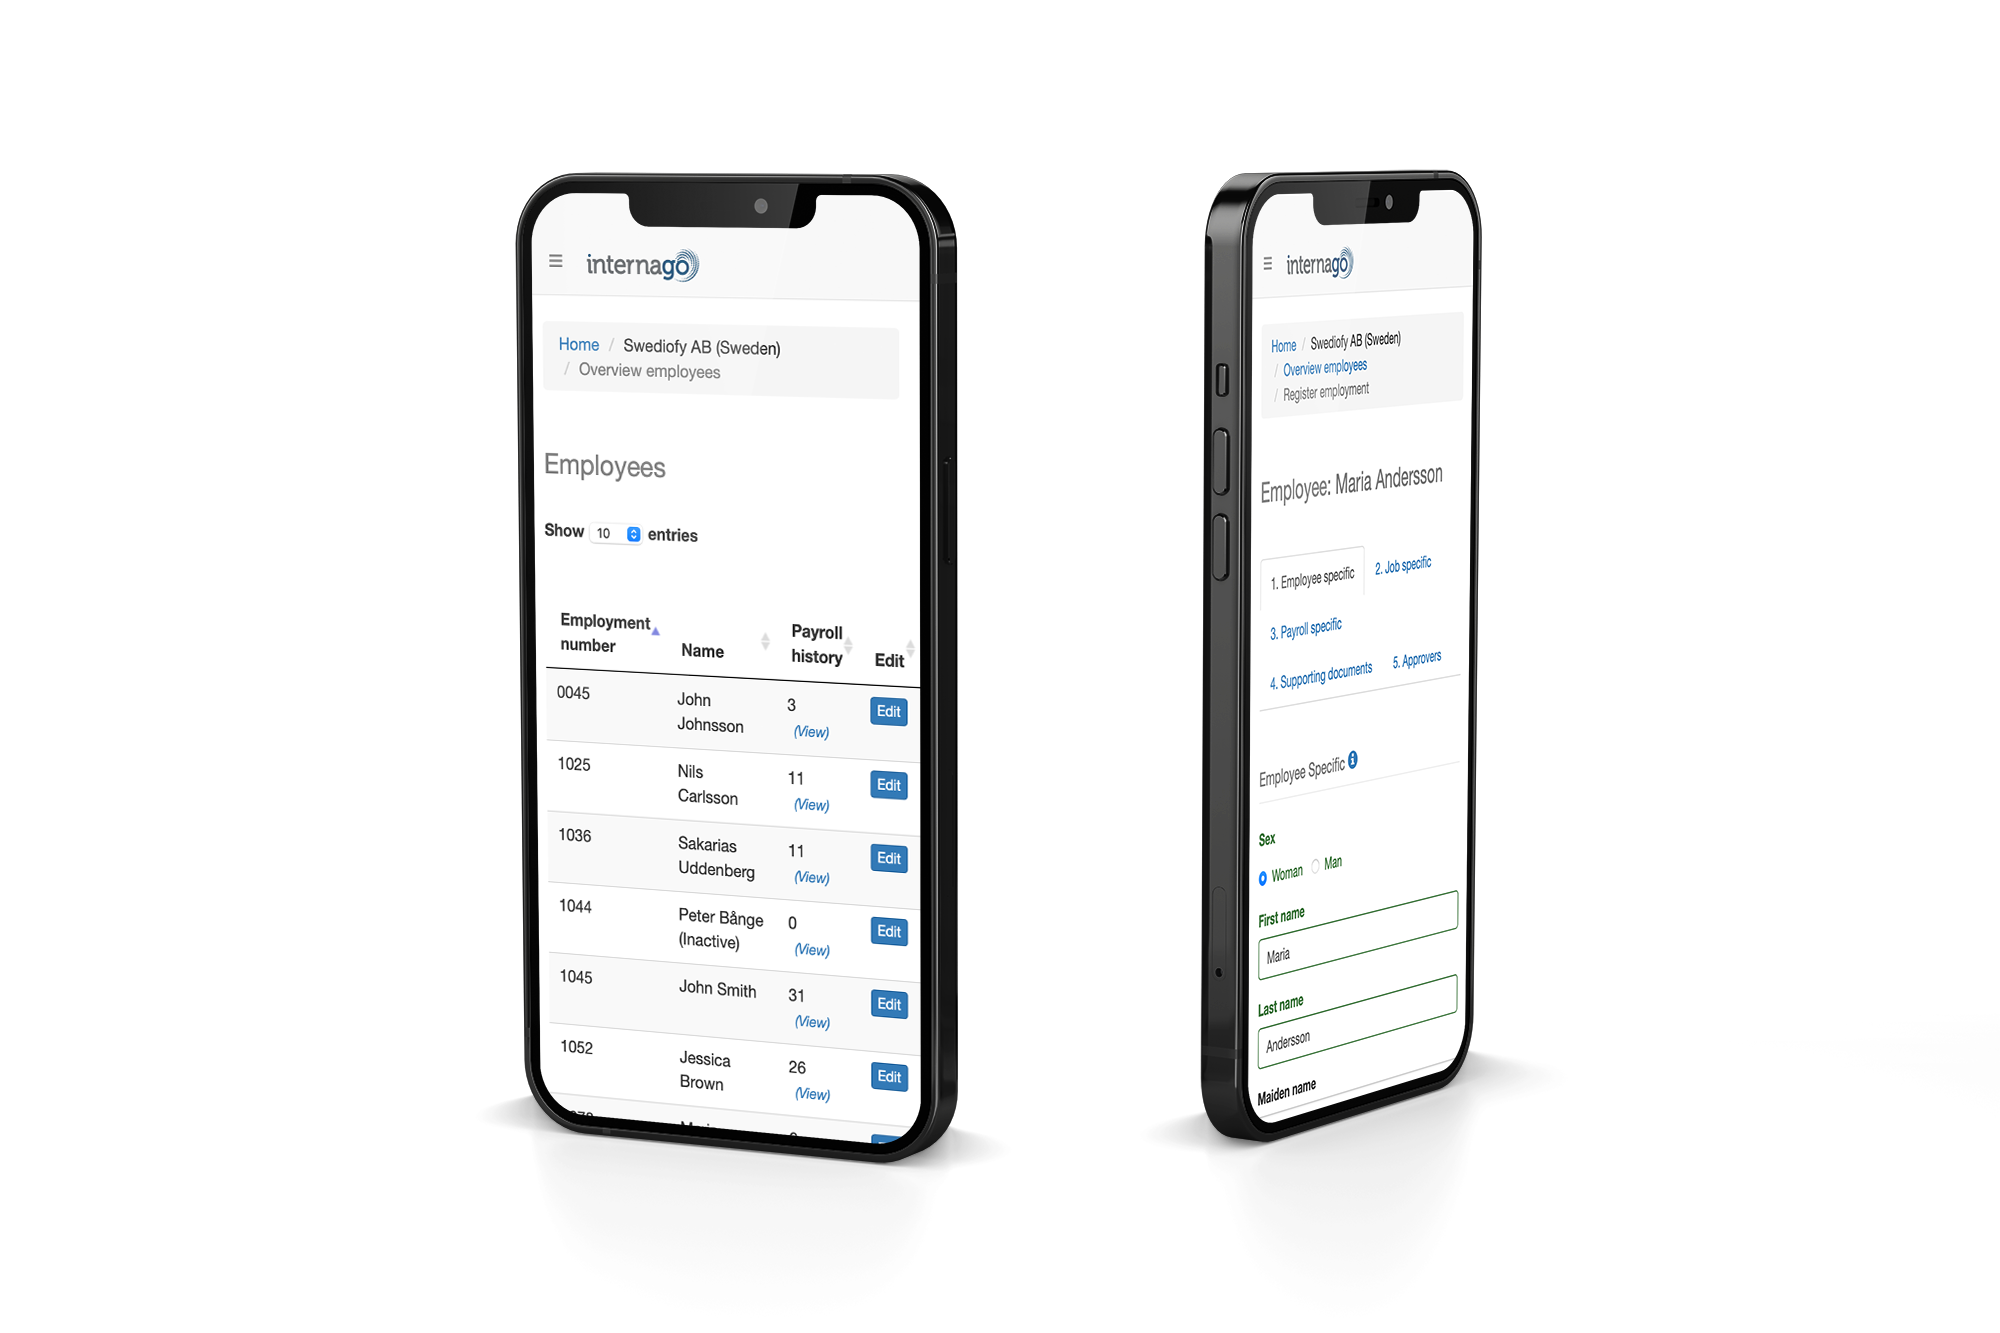 internago
Home / Swediofy AB (Sweden)
/ Overview employees
Employees
Show 10 entries
Employment number Name Payroll history Edit
0045 John Johnsson 3 (View) Edit
1025 Nils Carlsson 11 (View) Edit
1036 Sakarias Uddenberg 11 (View) Edit
1044 Peter Bånge (Inactive) 0 (View) Edit
1045 John Smith 31 (View) Edit
1052 Jessica Brown 26 (View) Edit
internago
Home / Swediofy AB (Sweden)
/ Overview employees
/ Register employment
Employee: Maria Andersson
1. Employee specific 2. Job specific
3. Payroll specific
4. Supporting documents 5. Approvers
Employee Specific
Sex
Woman Man
First name
Maria
Last name
Andersson
Maiden name